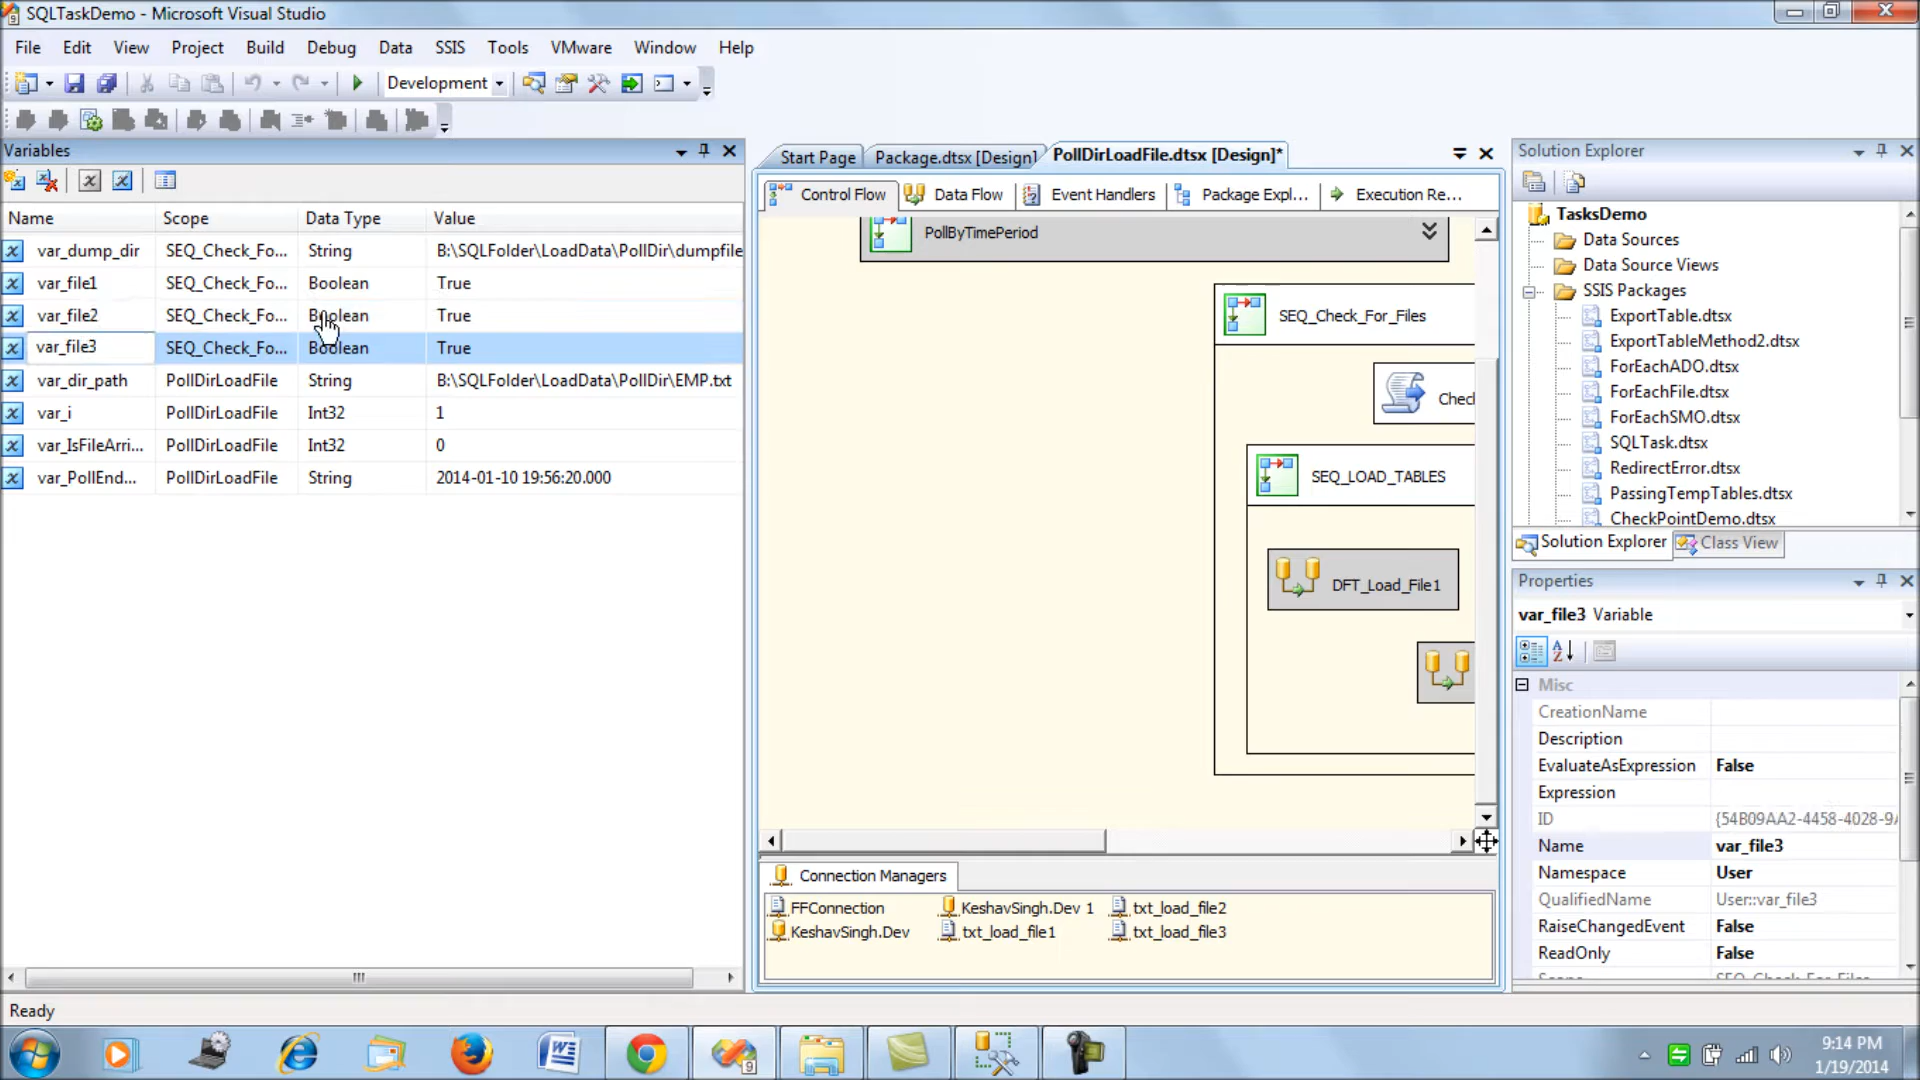 SQLTaskDemo - Microsoft Visual Studio
File Edit View Project Build Debug Data SSIS Tools VMware Window Help
Development
Variables
Name Scope Data Type Value
var_dump_dir SEQ_Check_Fo... String B:\SQLFolder\LoadData\PollDir\dumpfile
var_file1 SEQ_Check_Fo... Boolean True
var_file2 SEQ_Check_Fo... Boolean True
var_file3 SEQ_Check_Fo... Boolean True
var_dir_path PollDirLoadFile String B:\SQLFolder\LoadData\PollDir\EMP.txt
var_i PollDirLoadFile Int32 1
var_IsFileArri... PollDirLoadFile Int32 0
var_PollEnd... PollDirLoadFile String 2014-01-10 19:56:20.000
Start Page Package.dtsx [Design] PollDirLoadFile.dtsx [Design]*
Control Flow Data Flow Event Handlers Package Expl... Execution Re...
PollByTimePeriod
SEQ_Check_For_Files
Check
SEQ_LOAD_TABLES
DFT_Load_File1
Connection Managers
FFConnection KeshavSingh.Dev 1 txt_load_file2
KeshavSingh.Dev txt_load_file1 txt_load_file3
Solution Explorer
TasksDemo
Data Sources
Data Source Views
SSIS Packages
ExportTable.dtsx
ExportTableMethod2.dtsx
ForEachADO.dtsx
ForEachFile.dtsx
ForEachSMO.dtsx
SQLTask.dtsx
RedirectError.dtsx
PassingTempTables.dtsx
CheckPointDemo.dtsx
Solution Explorer Class View
Properties
var_file3 Variable
Misc
CreationName
Description
EvaluateAsExpression False
Expression
ID {54B09AA2-4458-4028-9A
Name var_file3
Namespace User
QualifiedName User::var_file3
RaiseChangedEvent False
ReadOnly False
Scope SEQ_Check_For_Files
Ready
9:14 PM
1/19/2014